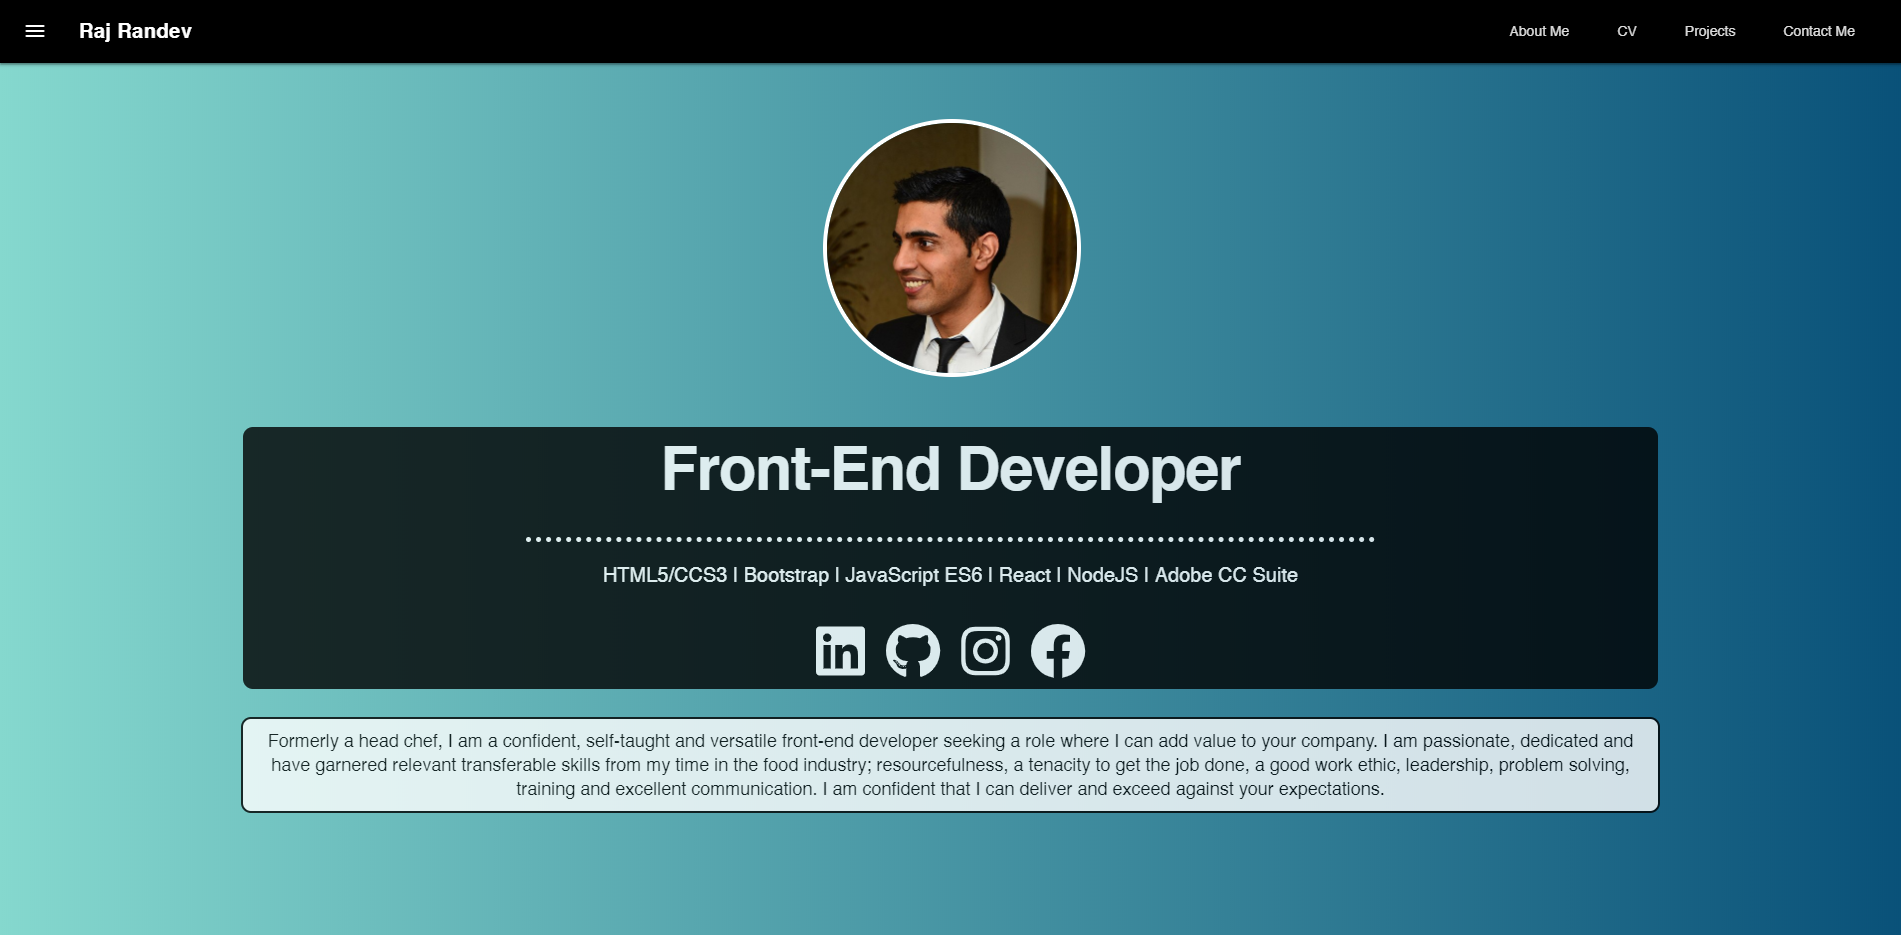 Raj Randev
About Me
CV
Projects
Contact Me
Front-End Developer
HTML5/CCS3 | Bootstrap | JavaScript ES6 | React | NodeJS | Adobe CC Suite
in
Formerly a head chef, I am a confident, self-taught and versatile front-end developer seeking a role where I can add value to your company. I am passionate, dedicated and
have garnered relevant transferable skills from my time in the food industry; resourcefulness, a tenacity to get the job done, a good work ethic, leadership, problem solving,
training and excellent communication. I am confident that I can deliver and exceed against your expectations.